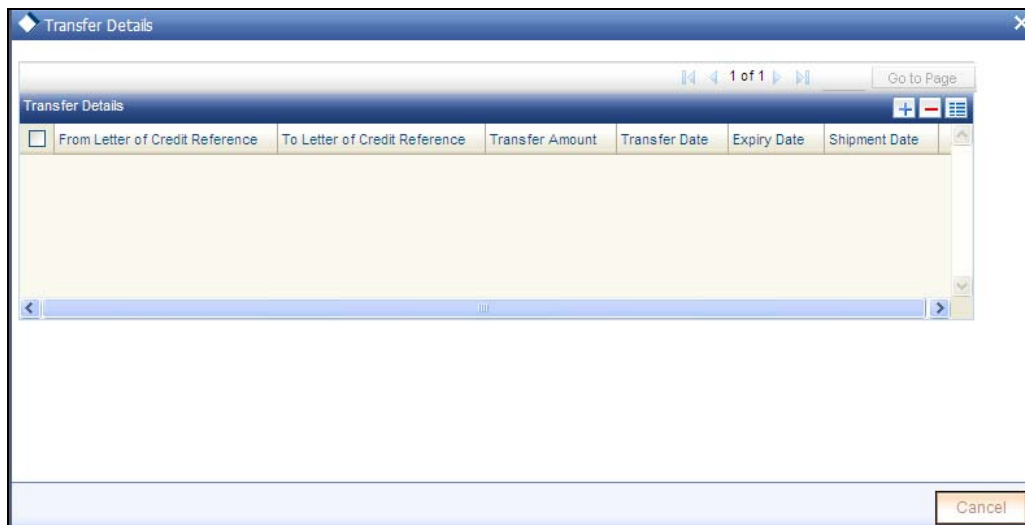 Transfer Details
1 of 1 Go to Page
Transfer Details
From Letter of Credit Reference To Letter of Credit Reference Transfer Amount Transfer Date Expiry Date Shipment Date
Cancel